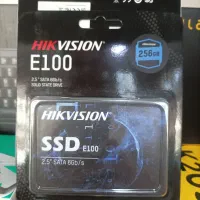 HIKVISION
E100
2.5" SATA 6Gb/s
SOLID STATE DRIVE
256GB
HIKVISION
SSD E100
2.5" SATA 6Gb/s